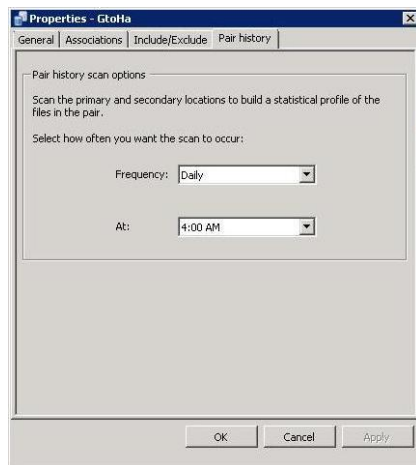 Properties - GtoHa
General Associations Include/Exclude Pair history
Pair history scan options
Scan the primary and secondary locations to build a statistical profile of the
files in the pair.
Select how often you want the scan to occur:
Frequency: Daily
At: 4:00 AM
OK Cancel Apply